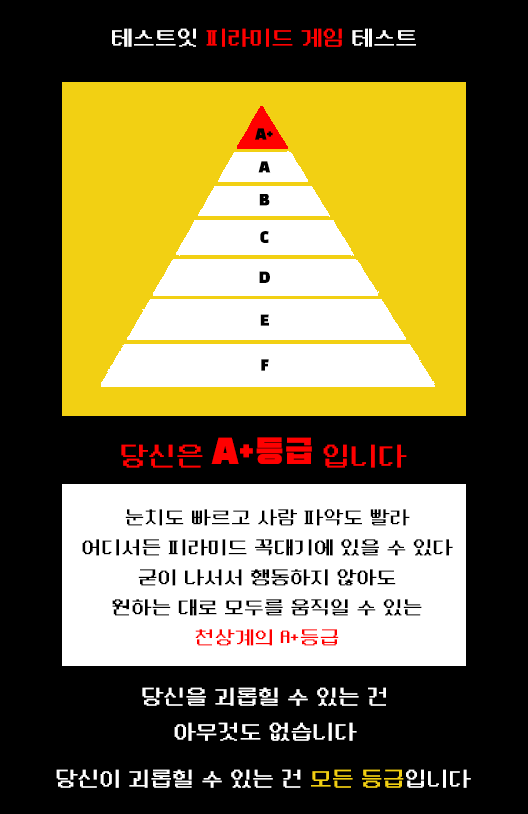 테스트잇 피라미드 게임 테스트
A+
A
B
C
D
E
F
당신은 A+등급 입니다
눈치도 빠르고 사람 파악도 빨라
어디서든 피라미드 꼭대기에 있을 수 있다
굳이 나서서 행동하지 않아도
원하는 대로 모두를 움직일 수 있는
천상계의 A+등급
당신을 괴롭힐 수 있는 건
아무것도 없습니다
당신이 괴롭힐 수 있는 건 모든 등급입니다